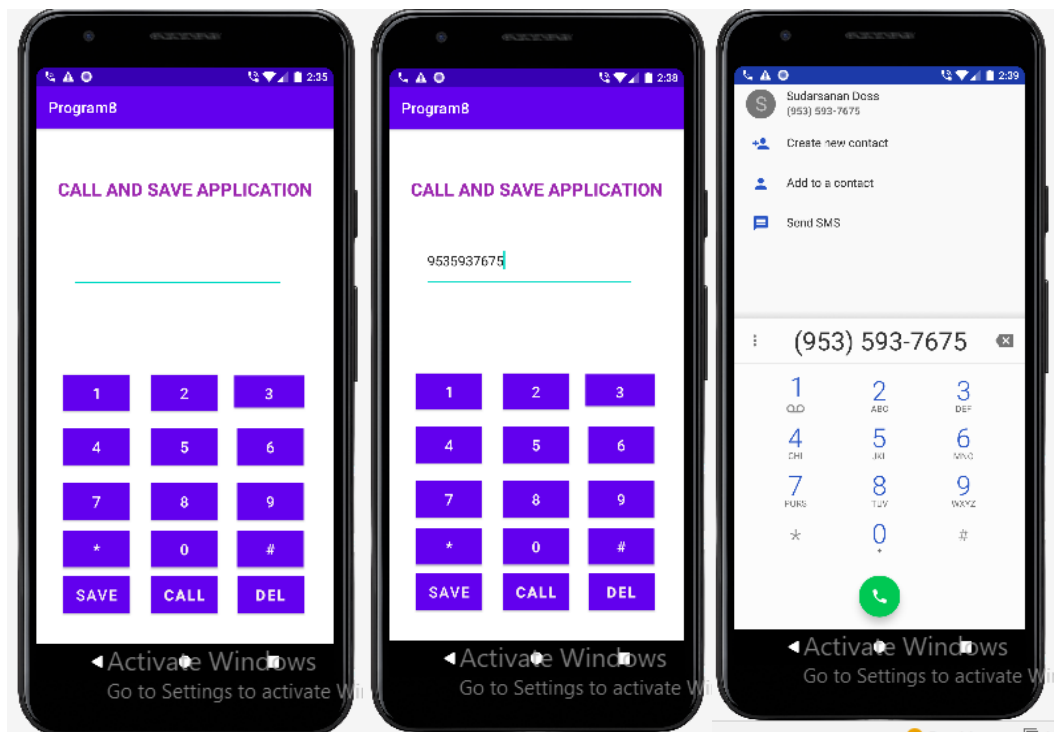 2:35
Program8
CALL AND SAVE APPLICATION
1 2 3
4 5 6
7 8 9
* 0 #
SAVE CALL DEL
Activate Windows
Go to Settings to activate Wi
2:38
Program8
CALL AND SAVE APPLICATION
9535937675
1 2 3
4 5 6
7 8 9
* 0 #
SAVE CALL DEL
Activate Windows
Go to Settings to activate Wi
2:39
S
Sudarsanan Doss
(953) 593-7675
Create new contact
Add to a contact
Send SMS
(953) 593-7675
1 2 3
ABC DEF
4 5 6
GHI JKL MNO
7 8 9
PQRS TUV WXYZ
* 0 #
+
Activate Windows
Go to Settings to activate Wi